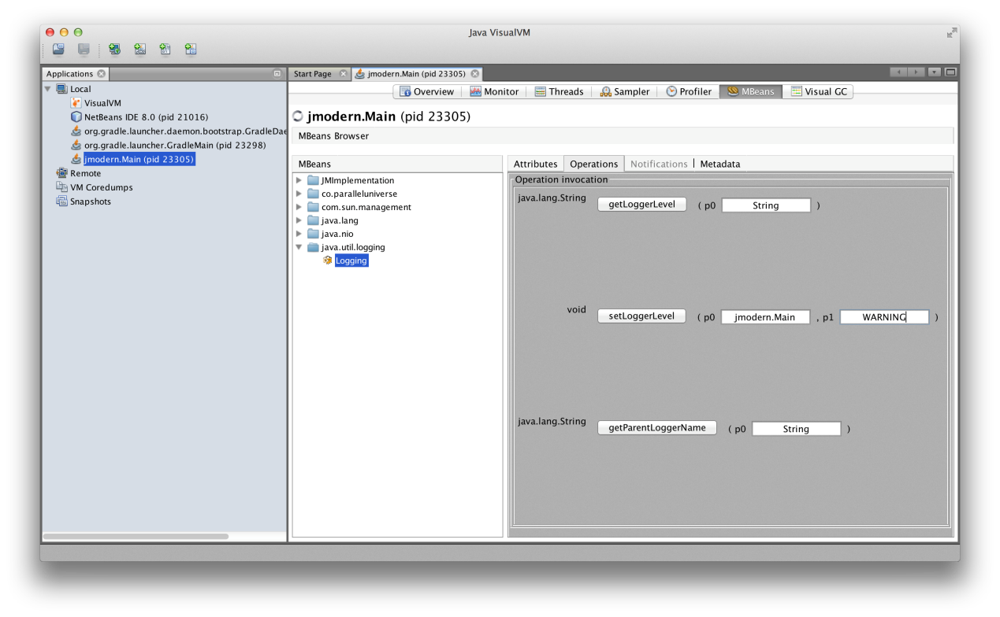 Java VisualVM
Applications
Start Page jmodern.Main (pid 23305)
Local
VisualVM
NetBeans IDE 8.0 (pid 21016)
org.gradle.launcher.daemon.bootstrap.GradleDae
org.gradle.launcher.GradleMain (pid 23298)
jmodern.Main (pid 23305)
Remote
VM Coredumps
Snapshots
Overview Monitor Threads Sampler Profiler MBeans Visual GC
jmodern.Main (pid 23305)
MBeans Browser
MBeans
JMImplementation
co.paralleluniverse
com.sun.management
java.lang
java.nio
java.util.logging
Logging
Attributes Operations Notifications Metadata
Operation invocation
java.lang.String getLoggerLevel ( p0 String )
void setLoggerLevel ( p0 jmodern.Main , p1 WARNING )
java.lang.String getParentLoggerName ( p0 String )